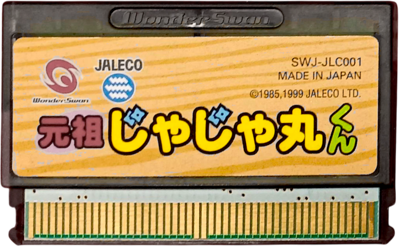 WonderSwan
SWJ-JLC001
MADE IN JAPAN
JALECO
WonderSwan
©1985,1999 JALECO LTD.
元祖じゃじゃ丸くん